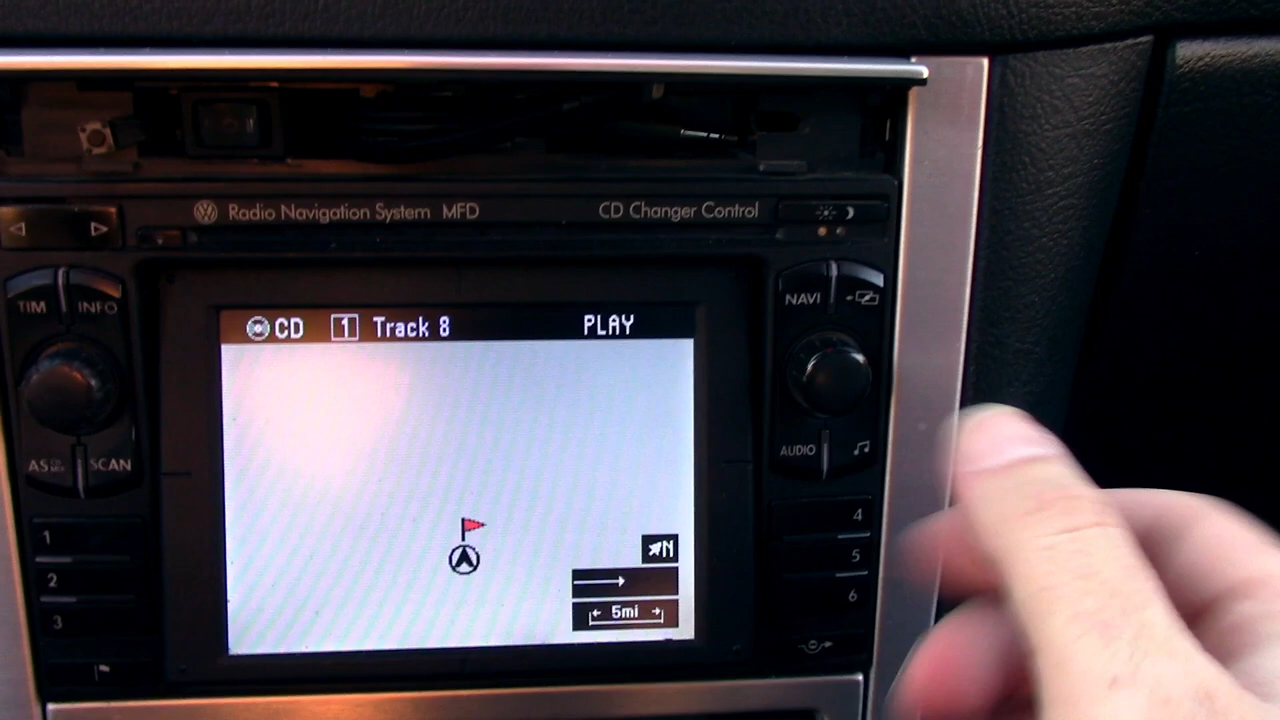 Radio Navigation System MFD
CD Changer Control
TIM INFO
NAVI
CD 1 Track 8 PLAY
AS
SCAN
AUDIO
1
2
3
4
5
6
N
5mi